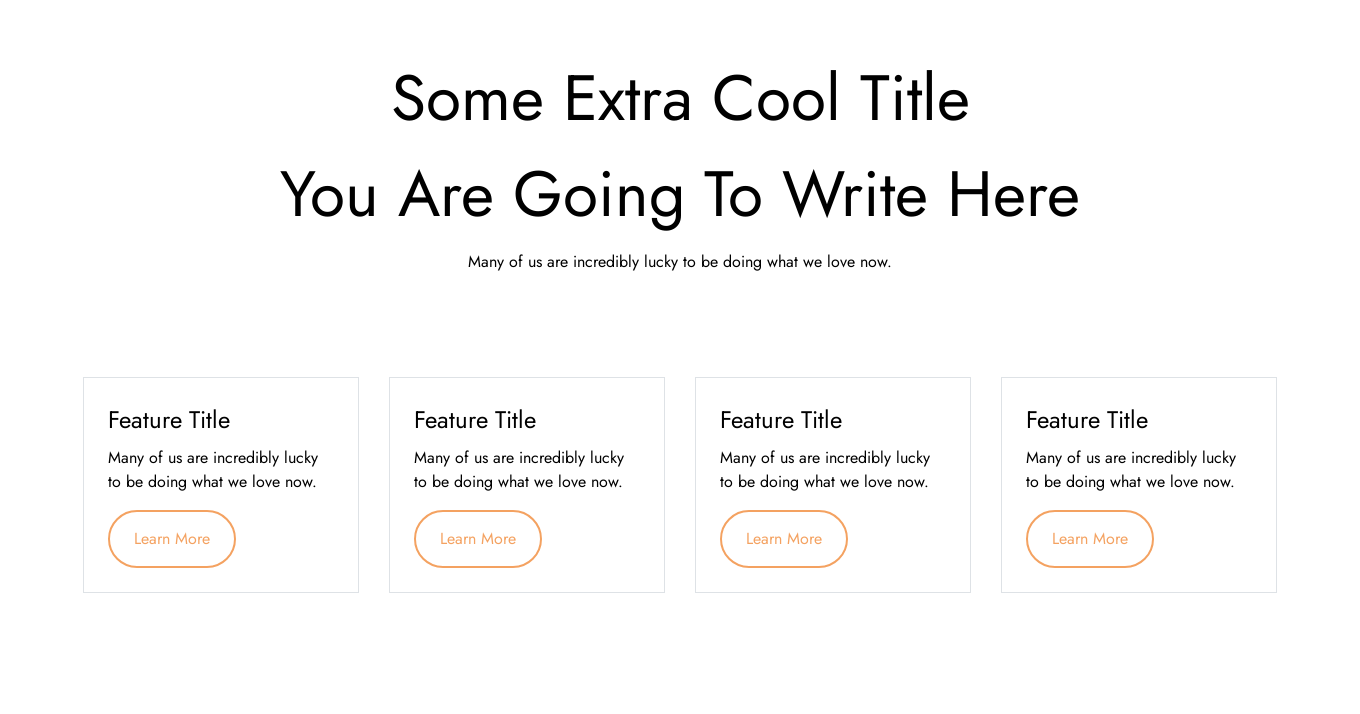 Some Extra Cool Title
You Are Going To Write Here
Many of us are incredibly lucky to be doing what we love now.
Feature Title
Many of us are incredibly lucky
to be doing what we love now.
Learn More
Feature Title
Many of us are incredibly lucky
to be doing what we love now.
Learn More
Feature Title
Many of us are incredibly lucky
to be doing what we love now.
Learn More
Feature Title
Many of us are incredibly lucky
to be doing what we love now.
Learn More